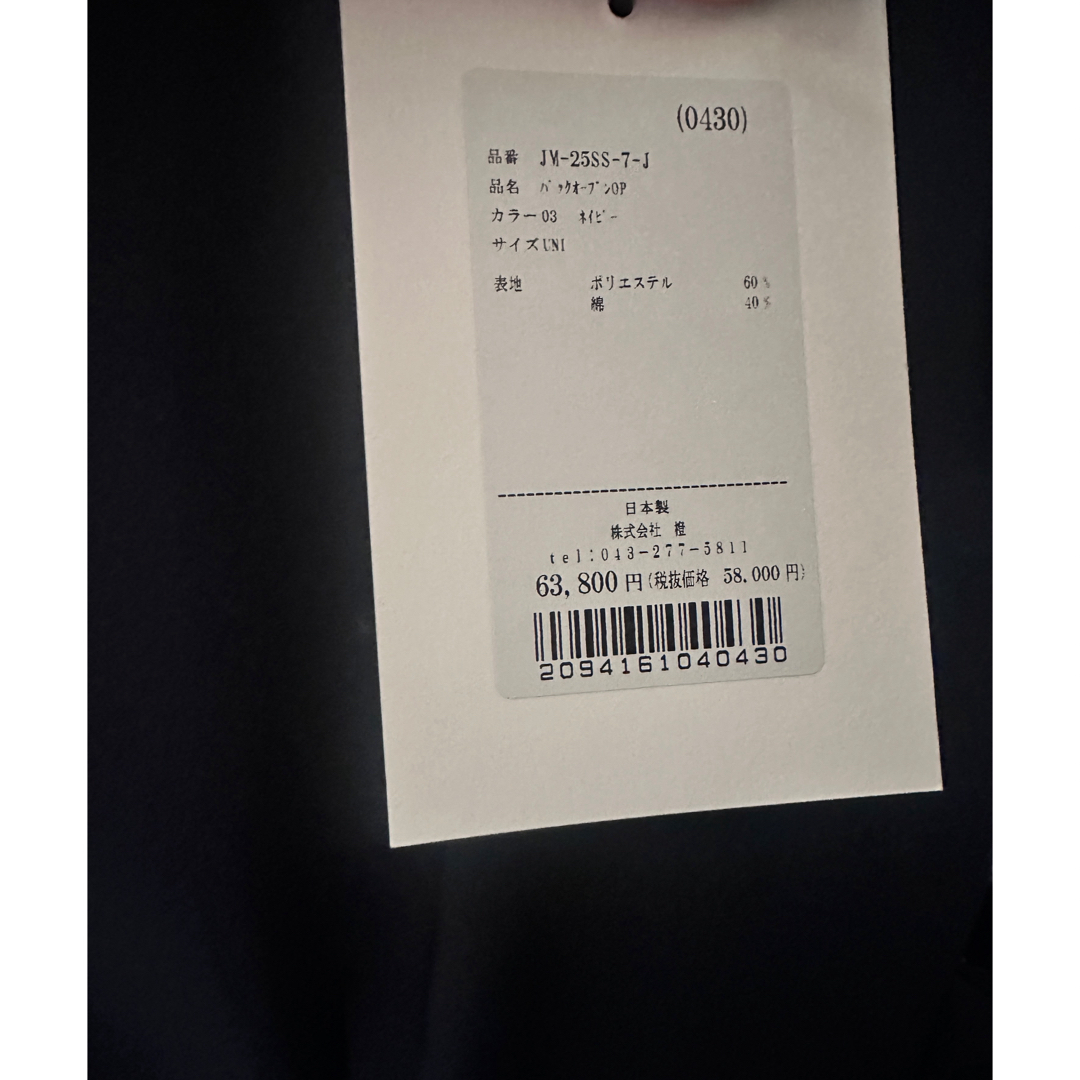 (0430)
品番 JM-25SS-7-J
品名 ﾊﾞｯｸｵｰﾌﾟﾝOP
カラー03 ﾈｲﾋﾞｰ
サイズUNI
表地 ポリエステル 60%
綿 40%
日本製
株式会社 橙
tel:043-277-5811
63,800円(税抜価格 58,000円)
2094161040430